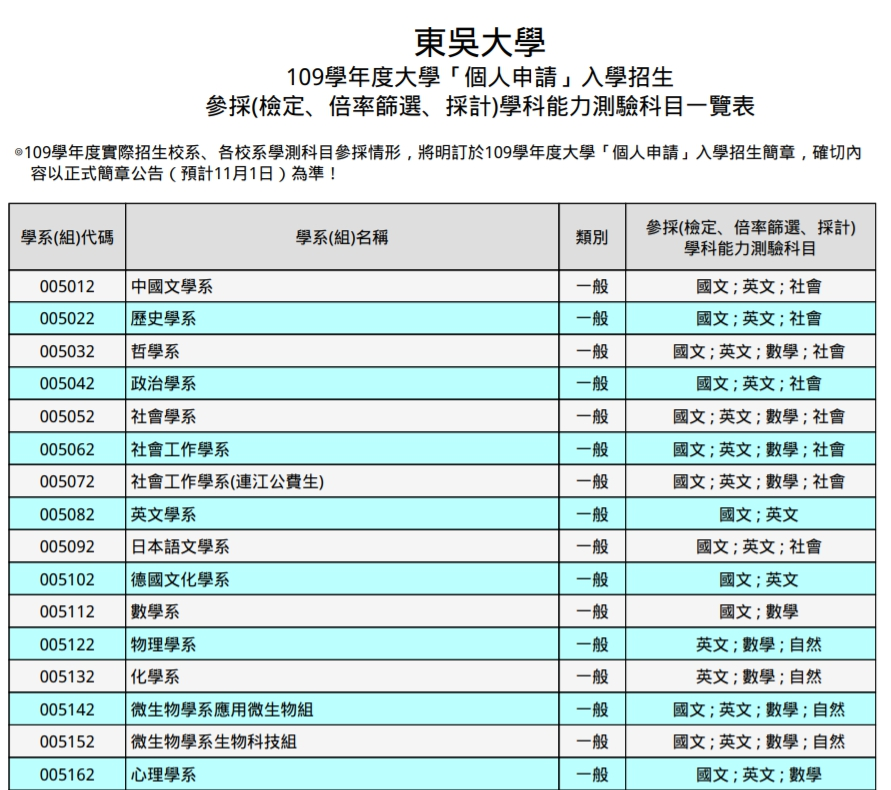 東吳大學
109學年度大學「個人申請」入學招生
參採(檢定、倍率篩選、採計)學科能力測驗科目一覽表
◎109學年度實際招生校系、各校系學測科目參採情形，將明訂於109學年度大學「個人申請」入學招生簡章，確切內
容以正式簡章公告（預計11月1日）為準！
學系(組)代碼 學系(組)名稱 類別 參採(檢定、倍率篩選、採計)
學科能力測驗科目
005012 中國文學系 一般 國文;英文;社會
005022 歷史學系 一般 國文;英文;社會
005032 哲學系 一般 國文;英文;數學;社會
005042 政治學系 一般 國文;英文;社會
005052 社會學系 一般 國文;英文;數學;社會
005062 社會工作學系 一般 國文;英文;數學;社會
005072 社會工作學系(連江公費生) 一般 國文;英文;數學;社會
005082 英文學系 一般 國文;英文
005092 日本語文學系 一般 國文;英文;社會
005102 德國文化學系 一般 國文;英文
005112 數學系 一般 國文;數學
005122 物理學系 一般 英文;數學;自然
005132 化學系 一般 英文;數學;自然
005142 微生物學系應用微生物組 一般 國文;英文;數學;自然
005152 微生物學系生物科技組 一般 國文;英文;數學;自然
005162 心理學系 一般 國文;英文;數學